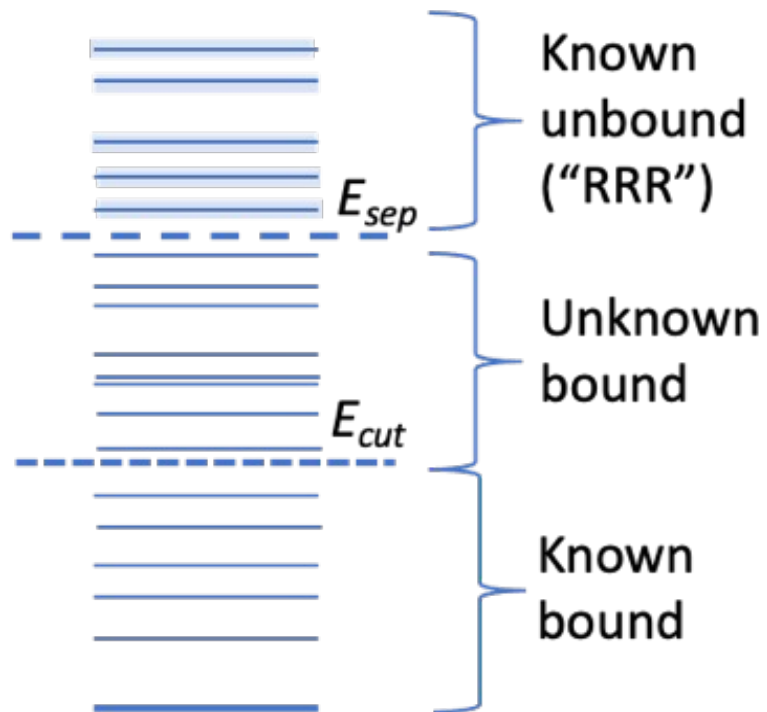 Known
unbound
(“RRR”)
E_sep
Unknown
bound
E_cut
Known
bound